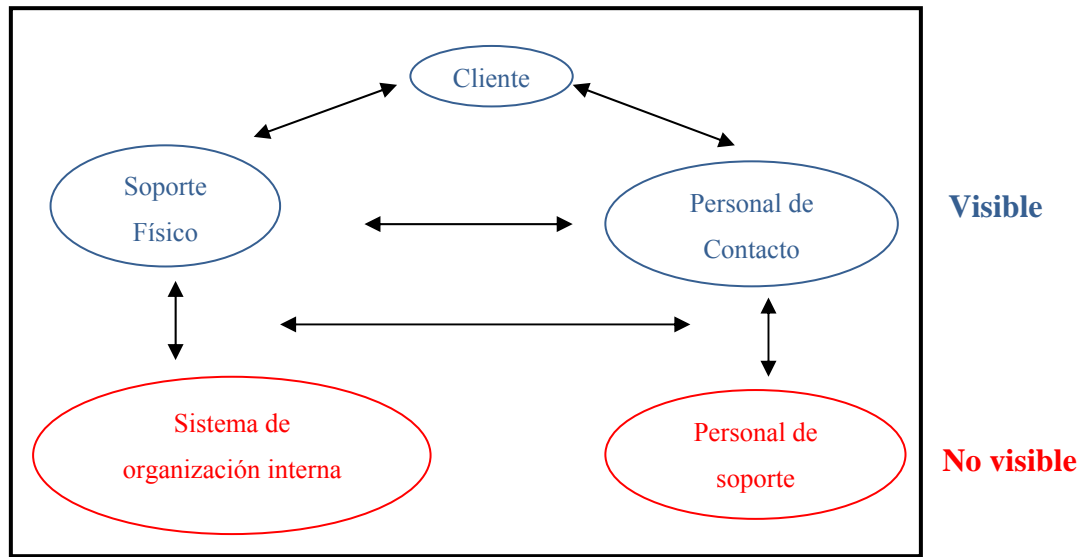 Cliente
Soporte
Físico
Personal de
Contacto
Visible
Sistema de
organización interna
Personal de
soporte
No visible